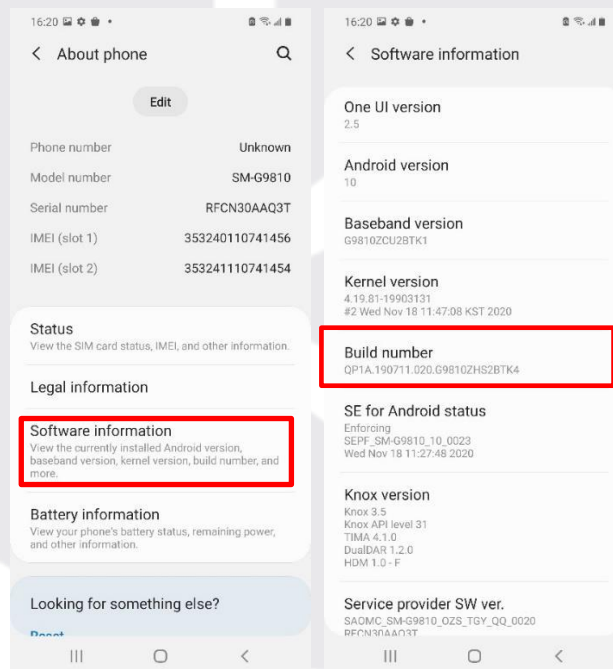 16:20
About phone
Edit
Phone number Unknown
Model number SM-G9810
Serial number RFCN30AAQ3T
IMEI (slot 1) 353240110741456
IMEI (slot 2) 353241110741454
Status
View the SIM card status, IMEI, and other information.
Legal information
Software information
View the currently installed Android version,
baseband version, kernel version, build number, and
more.
Battery information
View your phone's battery status, remaining power,
and other information.
Looking for something else?
Reset
16:20
Software information
One UI version
2.5
Android version
10
Baseband version
G9810ZCU2BTK1
Kernel version
4.19.81-19903131
#2 Wed Nov 18 11:47:08 KST 2020
Build number
QP1A.190711.020.G9810ZHS2BTK4
SE for Android status
Enforcing
SEPF_SM-G9810_10_0023
Wed Nov 18 11:27:48 2020
Knox version
Knox 3.5
Knox API level 31
TIMA 4.1.0
DualDAR 1.2.0
HDM 1.0 - F
Service provider SW ver.
SAOMC_SM-G9810_OZS_TGY_QQ_0020
RFCN30AAQ3T